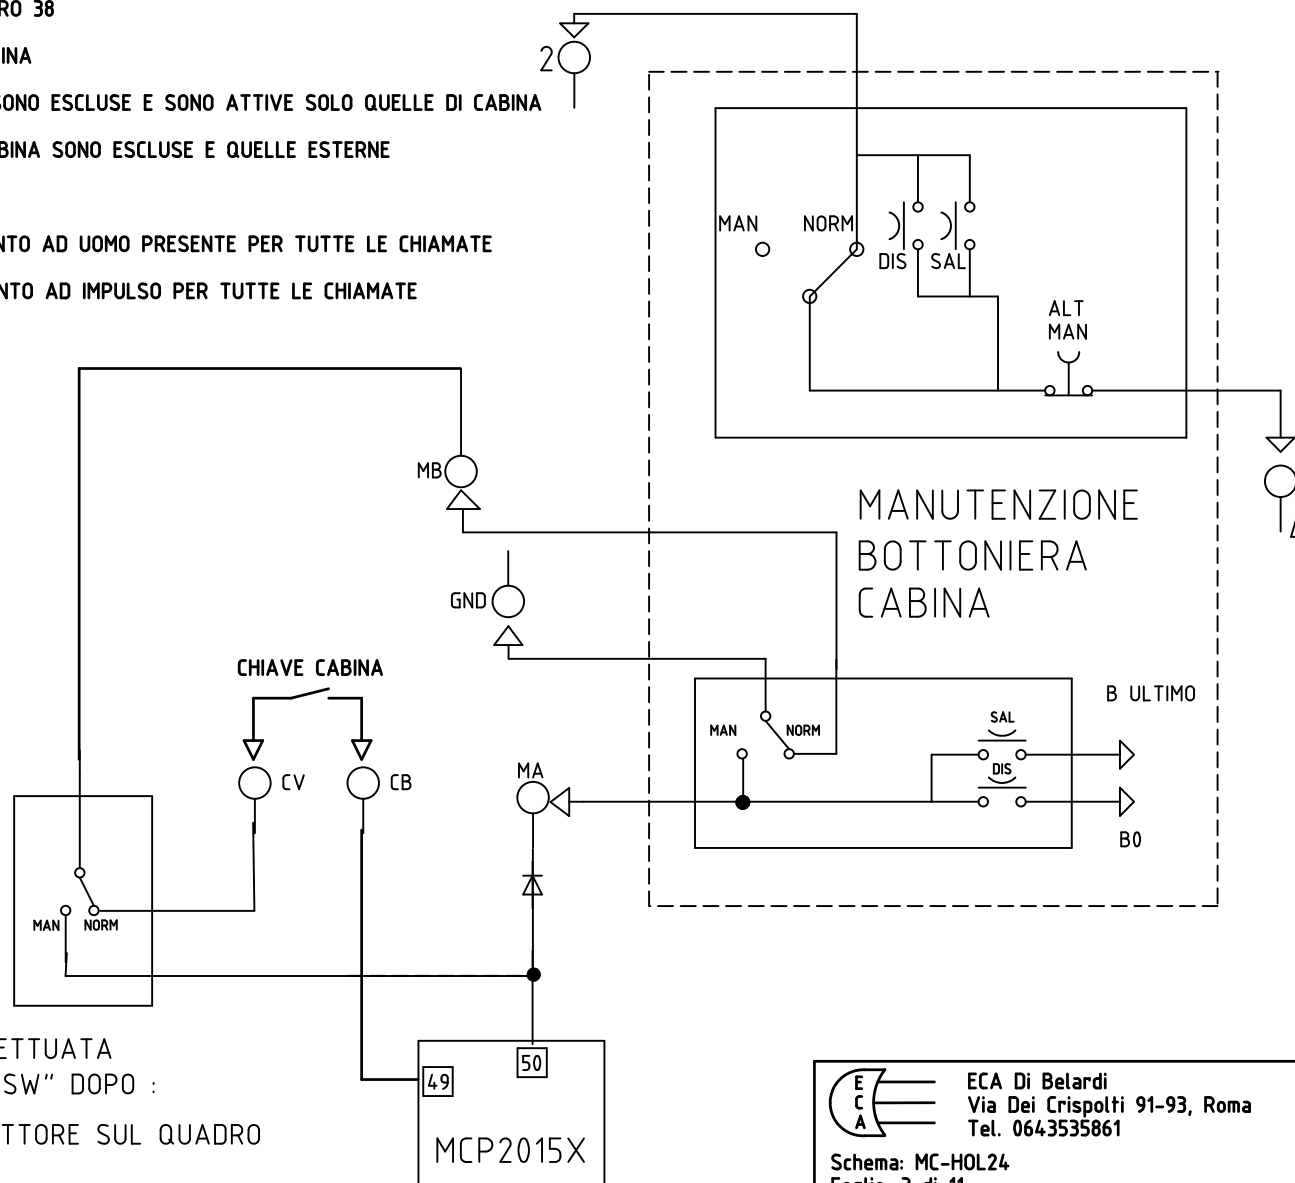 RO 38
INA
SONO ESCLUSE E SONO ATTIVE SOLO QUELLE DI CABINA
BINA SONO ESCLUSE E QUELLE ESTERNE
NTO AD UOMO PRESENTE PER TUTTE LE CHIAMATE
NTO AD IMPULSO PER TUTTE LE CHIAMATE
2
MAN NORM
DIS SAL
ALT
MAN
MB
MANUTENZIONE
BOTTONIERA
CABINA
GND
CHIAVE CABINA
B ULTIMO
MAN NORM
SAL
DIS
MA
CV
CB
B0
MAN NORM
ETTUATA
SW" DOPO :
TTORE SUL QUADRO
50
49
MCP2015X
E
C
A
ECA Di Belardi
Via Dei Crispolti 91-93, Roma
Tel. 0643535861
Schema: MC-HOL24
Foglio 3 di 11